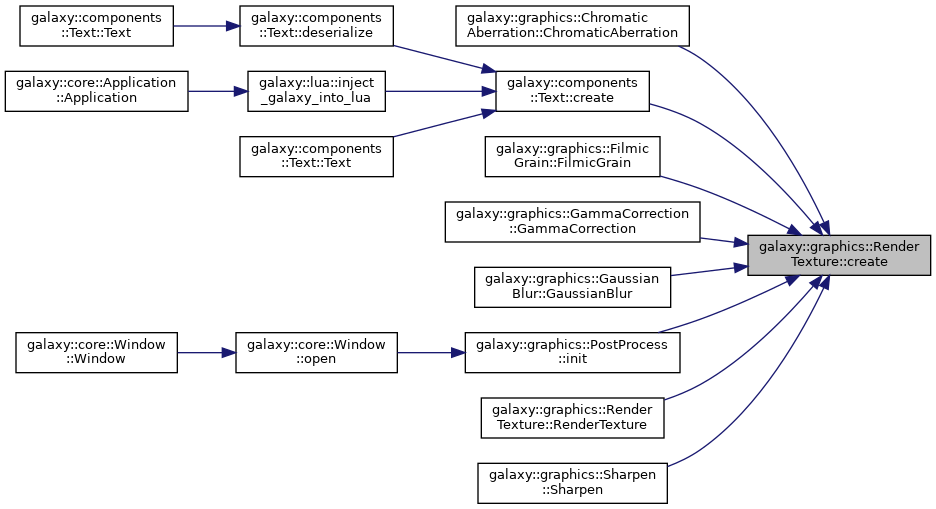 galaxy::components
::Text::Text
galaxy::components
::Text::deserialize
galaxy::graphics::Chromatic
Aberration::ChromaticAberration
galaxy::core::Application
::Application
galaxy::lua::inject
_galaxy_into_lua
galaxy::components
::Text::create
galaxy::components
::Text::Text
galaxy::graphics::Filmic
Grain::FilmicGrain
galaxy::graphics::GammaCorrection
::GammaCorrection
galaxy::graphics::Render
Texture::create
galaxy::graphics::Gaussian
Blur::GaussianBlur
galaxy::core::Window
::Window
galaxy::core::Window
::open
galaxy::graphics::PostProcess
::init
galaxy::graphics::Render
Texture::RenderTexture
galaxy::graphics::Sharpen
::Sharpen